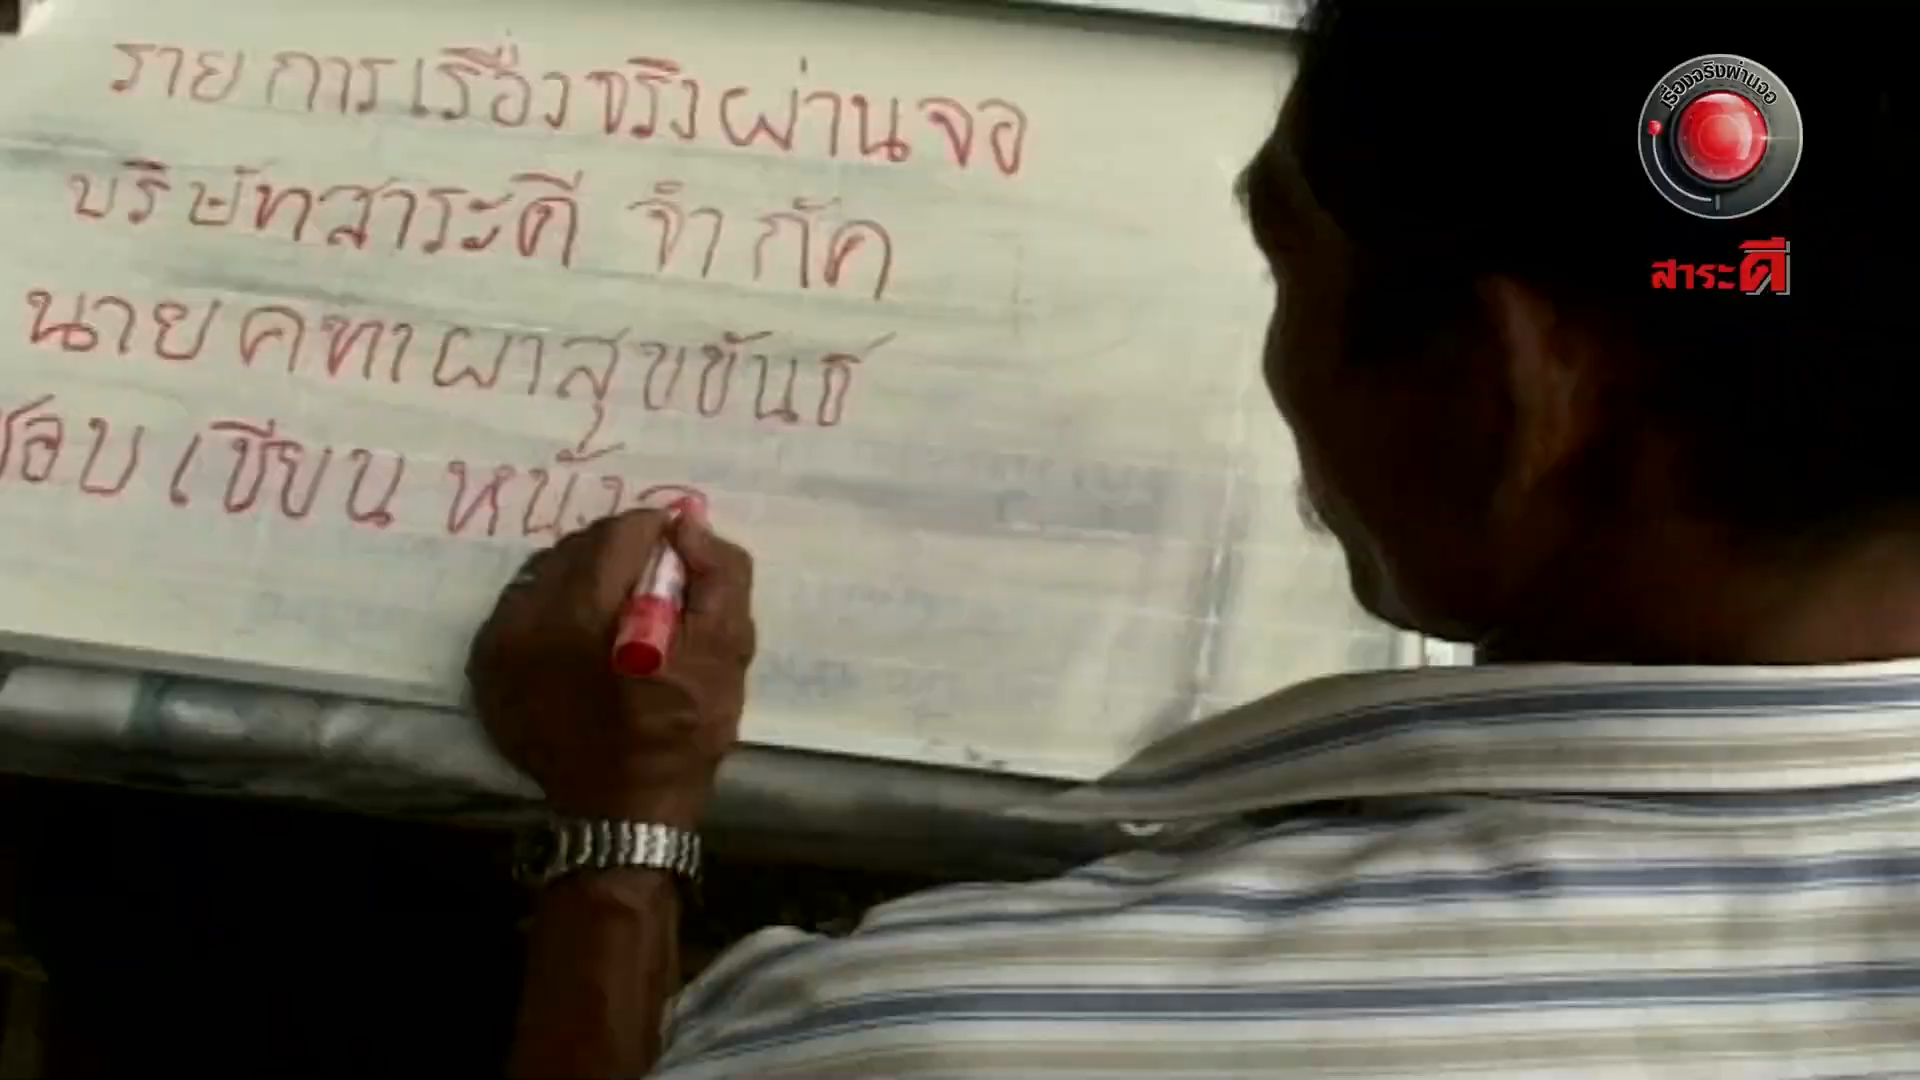 รายการเรื่องจริงผ่านจอ
บริษัทสาระดี จำกัด
นายคทา ผาสุขขันธ์
ชอบเขียน
เรื่องจริงผ่านจอ
สาระดี